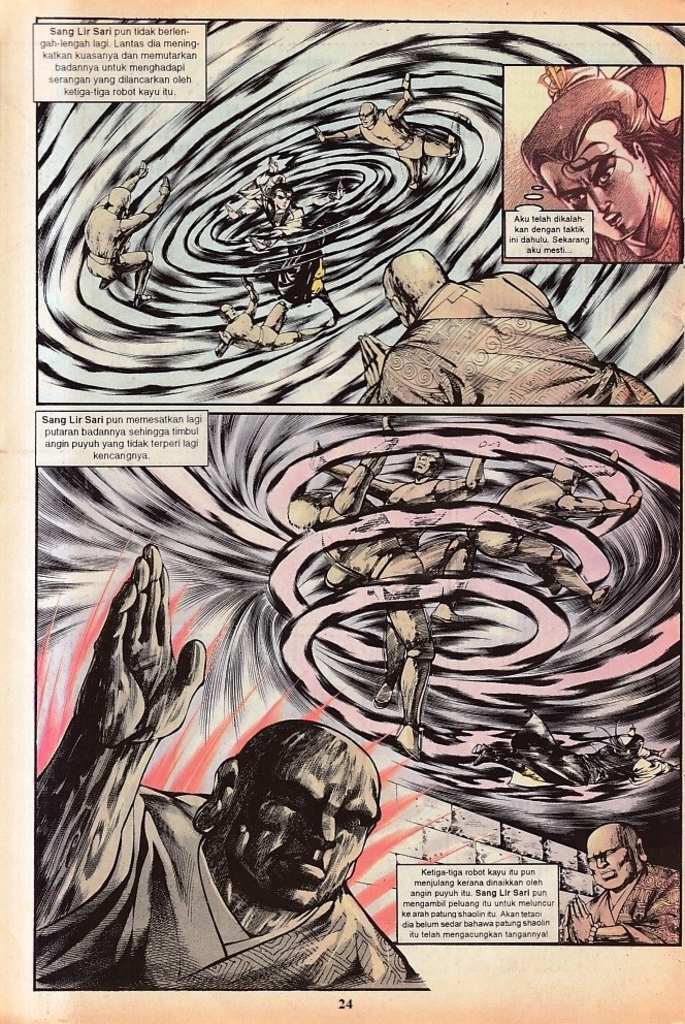 Sang Lir Sari pun tidak berlen-
gah-lengah lagi. Lantas dia mening-
katkan kuasanya dan memutarkan
badannya untuk menghadapi
serangan yang dilancarkan oleh
ketiga-tiga robot kayu itu.
Aku telah dikalah-
kan dengan taktik
ini dahulu. Sekarang
aku mesti...
Sang Lir Sari pun memesatkan lagi
putaran badannya sehingga timbul
angin puyuh yang tidak terperi lagi
kencangnya.
Ketiga-tiga robot kayu itu pun
menjulang kerana dinaikkan oleh
angin puyuh itu. Sang Lir Sari pun
mengambil peluang itu untuk meluncur
ke arah patung shaolin itu. Akan tetapi
dia belum sedar bahawa patung shaolin
itu telah mengacungkan tangannya!
24